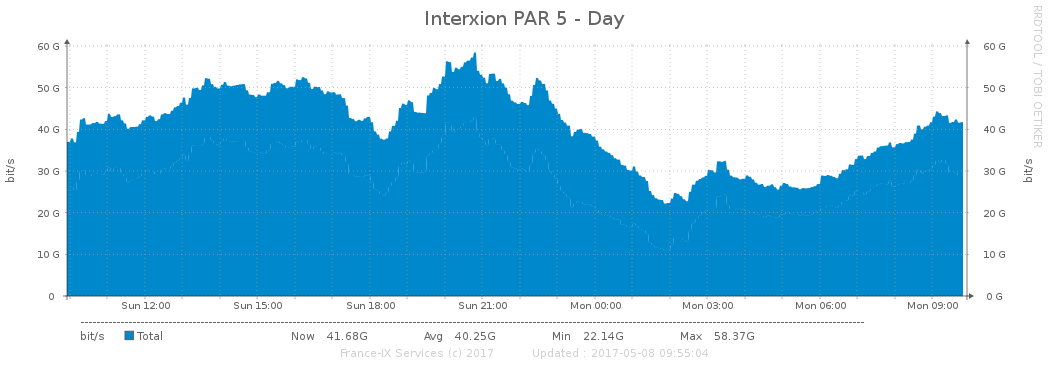 Interxion PAR 5 - Day
RRDTOOL / TOBI OETIKER
60 G
50 G
40 G
30 G
20 G
10 G
0
bit/s
60 G
50 G
40 G
30 G
20 G
10 G
0 G
bit/s
Sun 12:00 Sun 15:00 Sun 18:00 Sun 21:00 Mon 00:00 Mon 03:00 Mon 06:00 Mon 09:00
bit/s Total Now 41.68G Avg 40.25G Min 22.14G Max 58.37G
France-IX Services (c) 2017 Updated : 2017-05-08 09:55:04